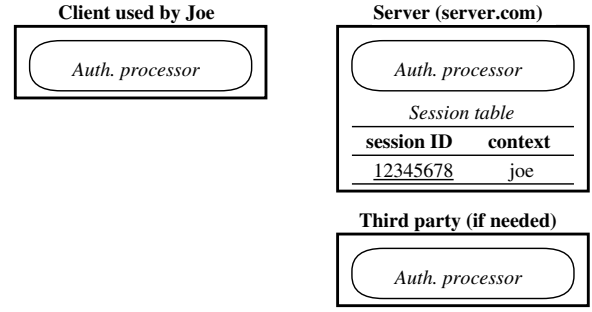 Client used by Joe
Auth. processor
Server (server.com)
Auth. processor
Session table
session ID context
12345678 joe
Third party (if needed)
Auth. processor